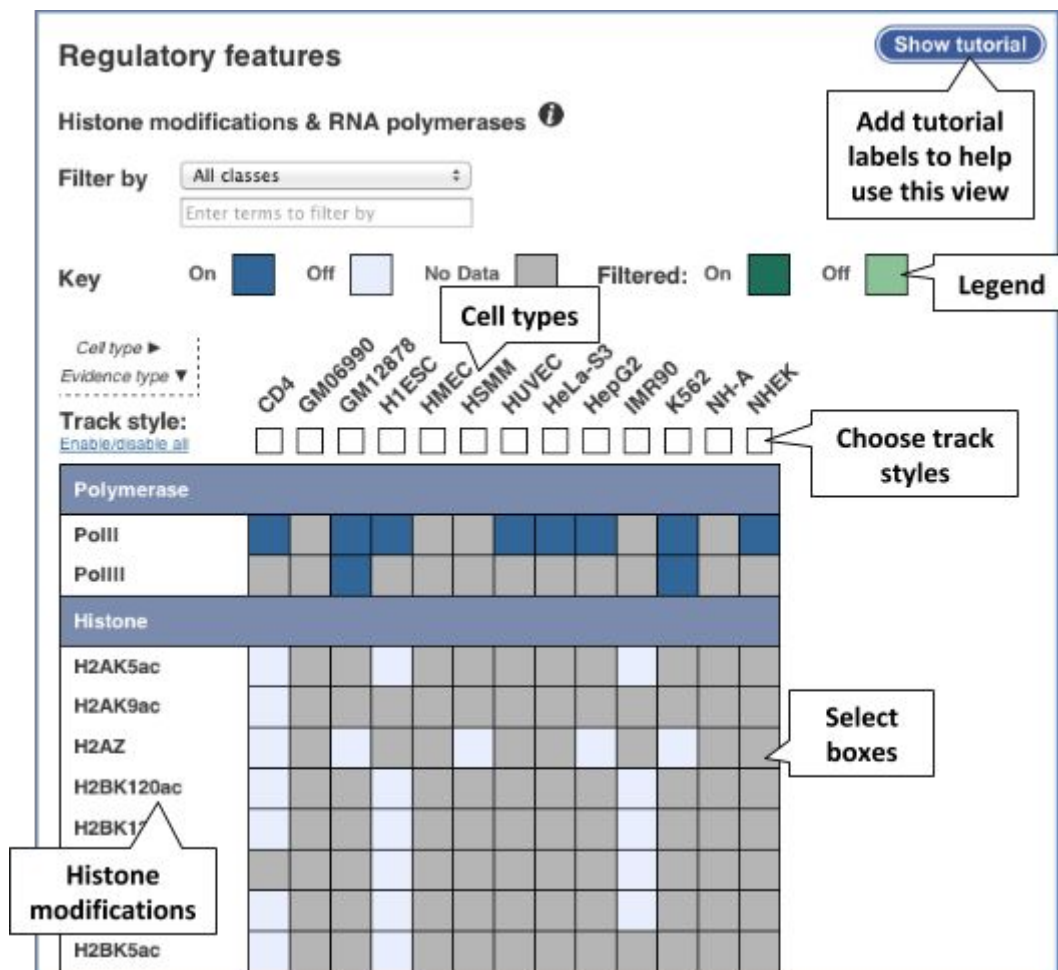 Regulatory features
Show tutorial
Add tutorial
labels to help
use this view
Histone modifications & RNA polymerases i
Filter by
All classes
Enter terms to filter by
Key
On
Off
No Data
Filtered:
On
Off
Legend
Cell types
Cell type ►
Evidence type ▼
CD4
GM06990
GM12878
H1ESC
HMEC
HSMM
HUVEC
HeLa-S3
HepG2
IMR90
K562
NH-A
NHEK
Track style:
Enable/disable all
Choose track
styles
Polymerase
PolII
PolIII
Histone
H2AK5ac
H2AK9ac
H2AZ
Select
boxes
H2BK120ac
Histone
modifications
H2BK5ac